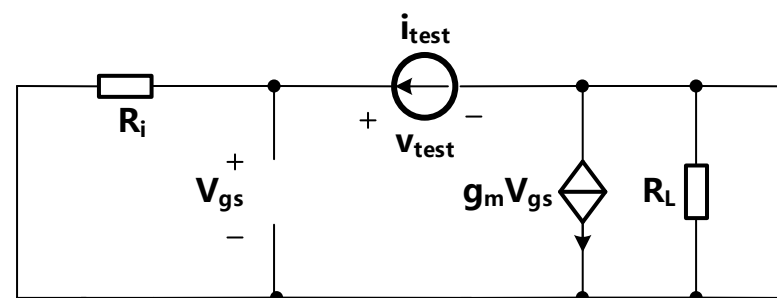 i_test
R_i
+
−
v_test
+
V_gs
−
g_mV_gs
R_L